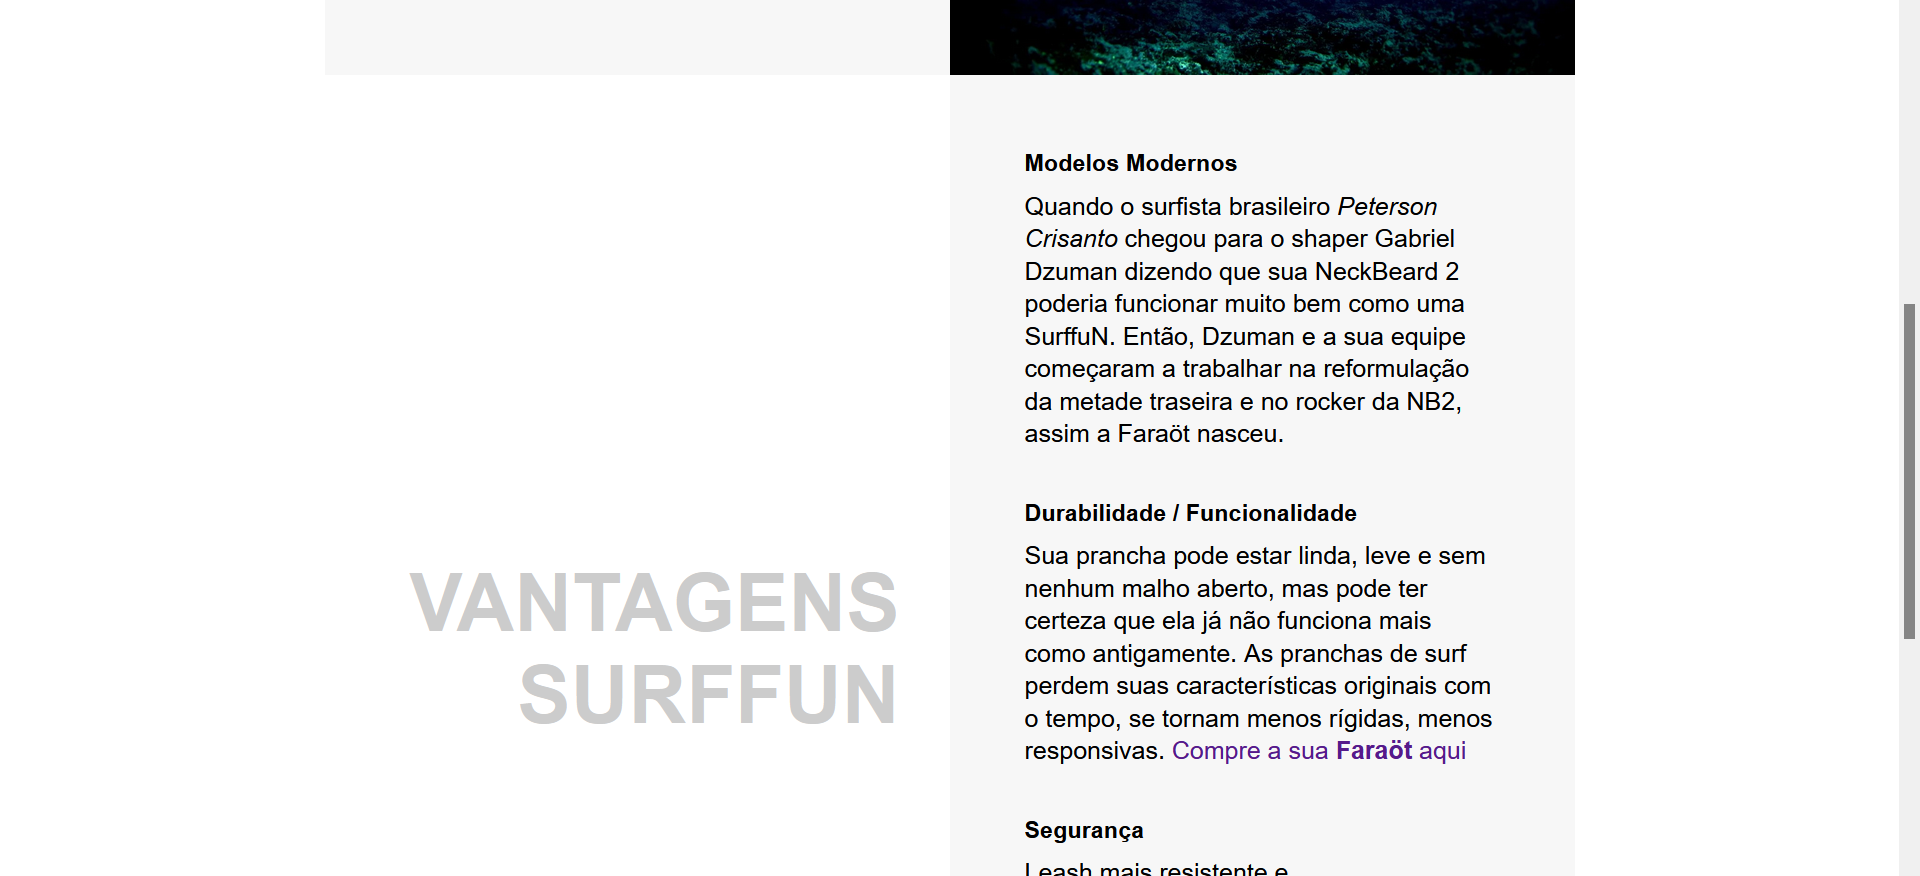 VANTAGENS
SURFFUN
Modelos Modernos
Quando o surfista brasileiro Peterson
Crisanto chegou para o shaper Gabriel
Dzuman dizendo que sua NeckBeard 2
poderia funcionar muito bem como uma
SurffuN. Então, Dzuman e a sua equipe
começaram a trabalhar na reformulação
da metade traseira e no rocker da NB2,
assim a Faraöt nasceu.
Durabilidade / Funcionalidade
Sua prancha pode estar linda, leve e sem
nenhum malho aberto, mas pode ter
certeza que ela já não funciona mais
como antigamente. As pranchas de surf
perdem suas características originais com
o tempo, se tornam menos rígidas, menos
responsivas. Compre a sua Faraöt aqui
Segurança
Leash mais resistente e